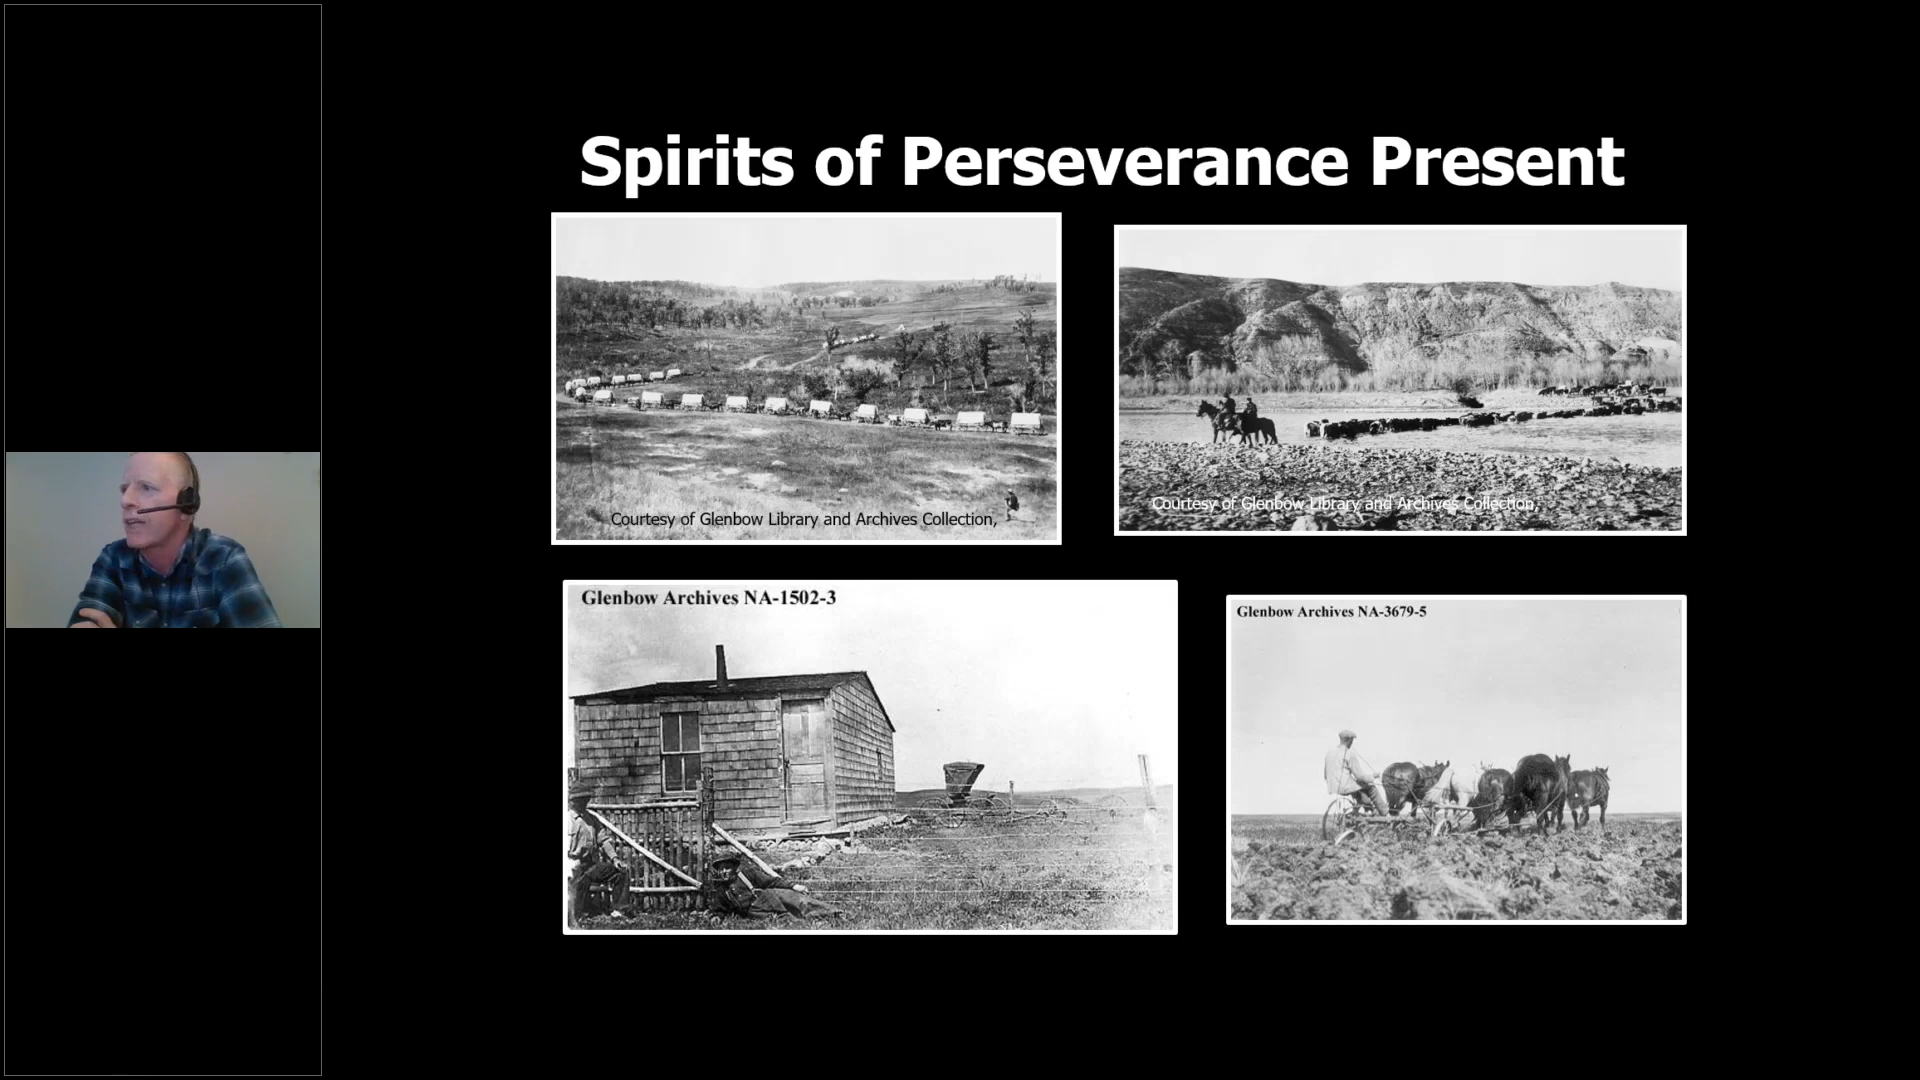 Spirits of Perseverance Present
Courtesy of Glenbow Library and Archives Collection,
Courtesy of Glenbow Library and Archives Collection,
Glenbow Archives NA-1502-3
Glenbow Archives NA-3679-5